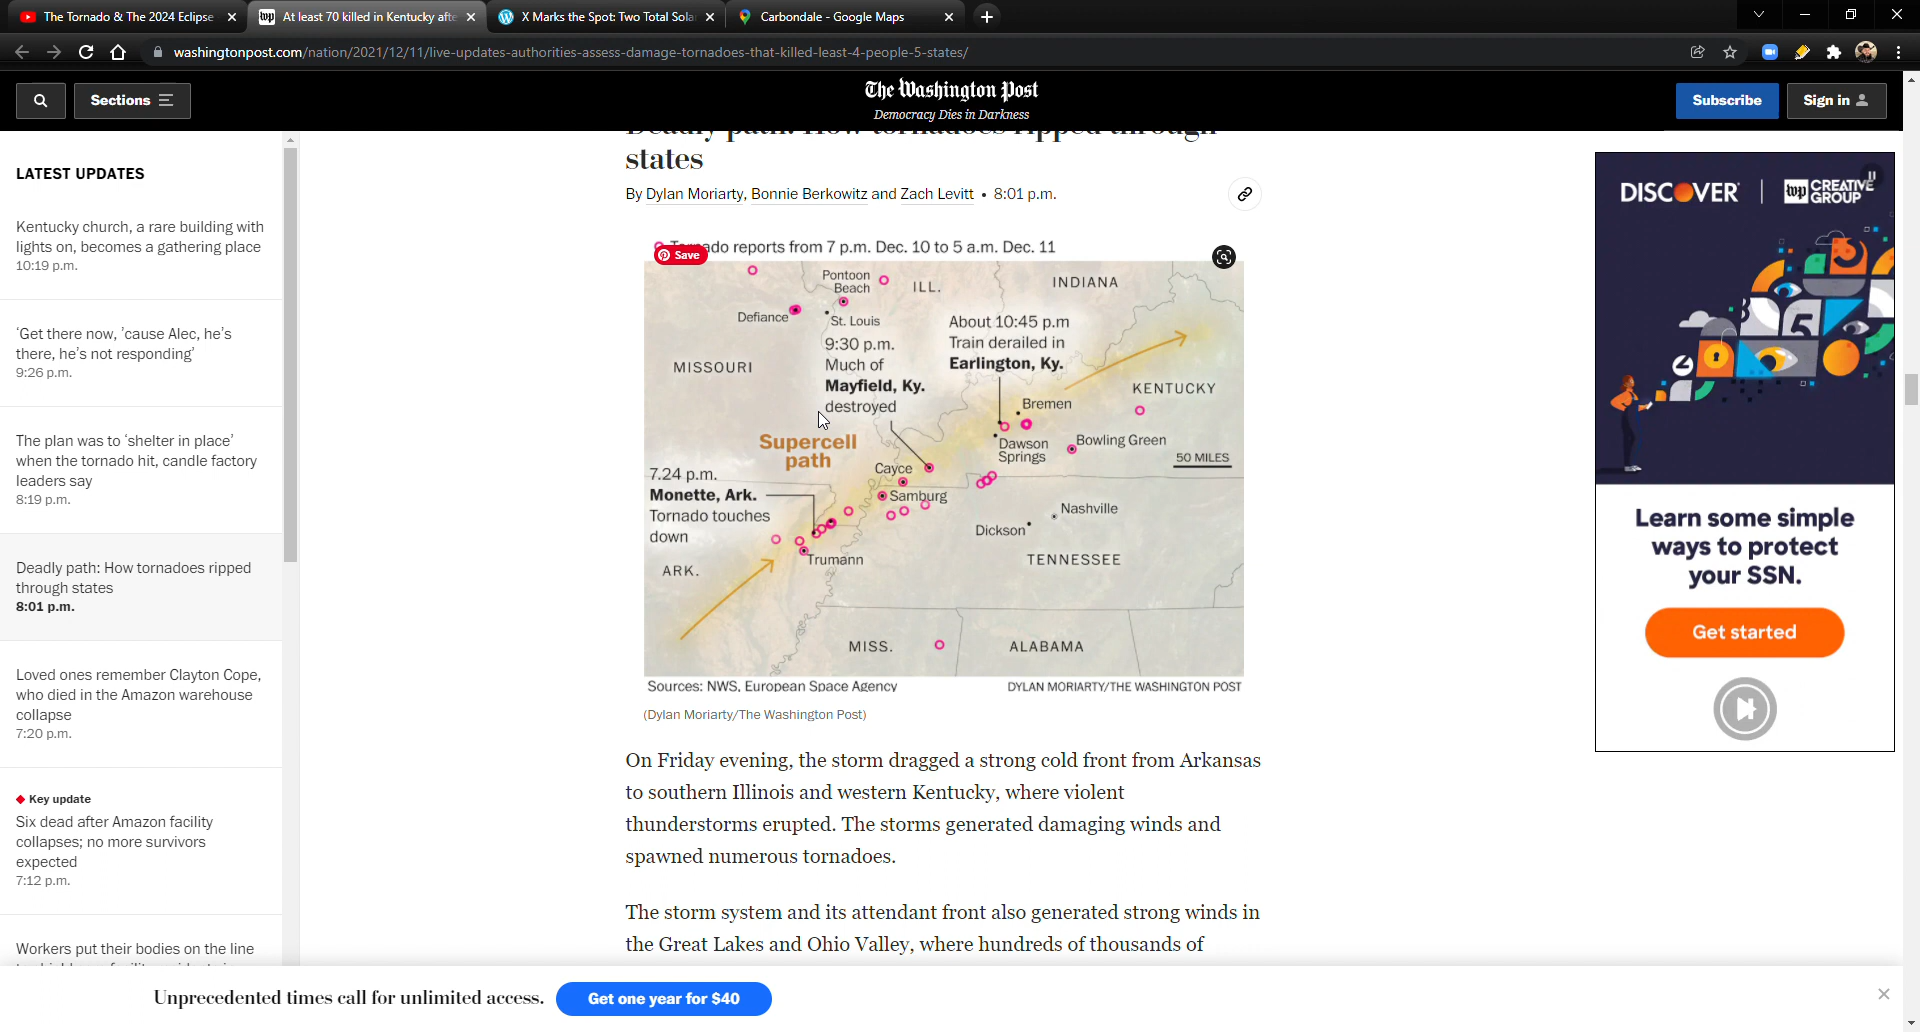 The Tornado & The 2024 Eclipse
At least 70 killed in Kentucky afte
X Marks the Spot: Two Total Sola
Carbondale - Google Maps
washingtonpost.com/nation/2021/12/11/live-updates-authorities-assess-damage-tornadoes-that-killed-least-4-people-5-states/
Sections
The Washington Post
Democracy Dies in Darkness
Subscribe
Sign in
LATEST UPDATES
Kentucky church, a rare building with
lights on, becomes a gathering place
10:19 p.m.
‘Get there now, ’cause Alec, he’s
there, he’s not responding’
9:26 p.m.
The plan was to ‘shelter in place’
when the tornado hit, candle factory
leaders say
8:19 p.m.
Deadly path: How tornadoes ripped
through states
8:01 p.m.
Loved ones remember Clayton Cope,
who died in the Amazon warehouse
collapse
7:20 p.m.
Key update
Six dead after Amazon facility
collapses; no more survivors
expected
7:12 p.m.
Workers put their bodies on the line
Deadly path: How tornadoes ripped through
states
By Dylan Moriarty, Bonnie Berkowitz and Zach Levitt • 8:01 p.m.
Tornado reports from 7 p.m. Dec. 10 to 5 a.m. Dec. 11
Save
Pontoon
Beach
ILL.
INDIANA
Defiance
St. Louis
MISSOURI
9:30 p.m.
Much of
Mayfield, Ky.
destroyed
About 10:45 p.m
Train derailed in
Earlington, Ky.
KENTUCKY
Bremen
Supercell
path
Dawson
Springs
Bowling Green
50 MILES
Cayce
7.24 p.m.
Monette, Ark.
Tornado touches
down
Samburg
Nashville
Dickson
Trumann
TENNESSEE
ARK.
MISS.
ALABAMA
Sources: NWS, European Space Agency
DYLAN MORIARTY/THE WASHINGTON POST
(Dylan Moriarty/The Washington Post)
On Friday evening, the storm dragged a strong cold front from Arkansas
to southern Illinois and western Kentucky, where violent
thunderstorms erupted. The storms generated damaging winds and
spawned numerous tornadoes.
The storm system and its attendant front also generated strong winds in
the Great Lakes and Ohio Valley, where hundreds of thousands of
DISCOVER
wp CREATIVE
GROUP
5
Learn some simple
ways to protect
your SSN.
Get started
Unprecedented times call for unlimited access.
Get one year for $40